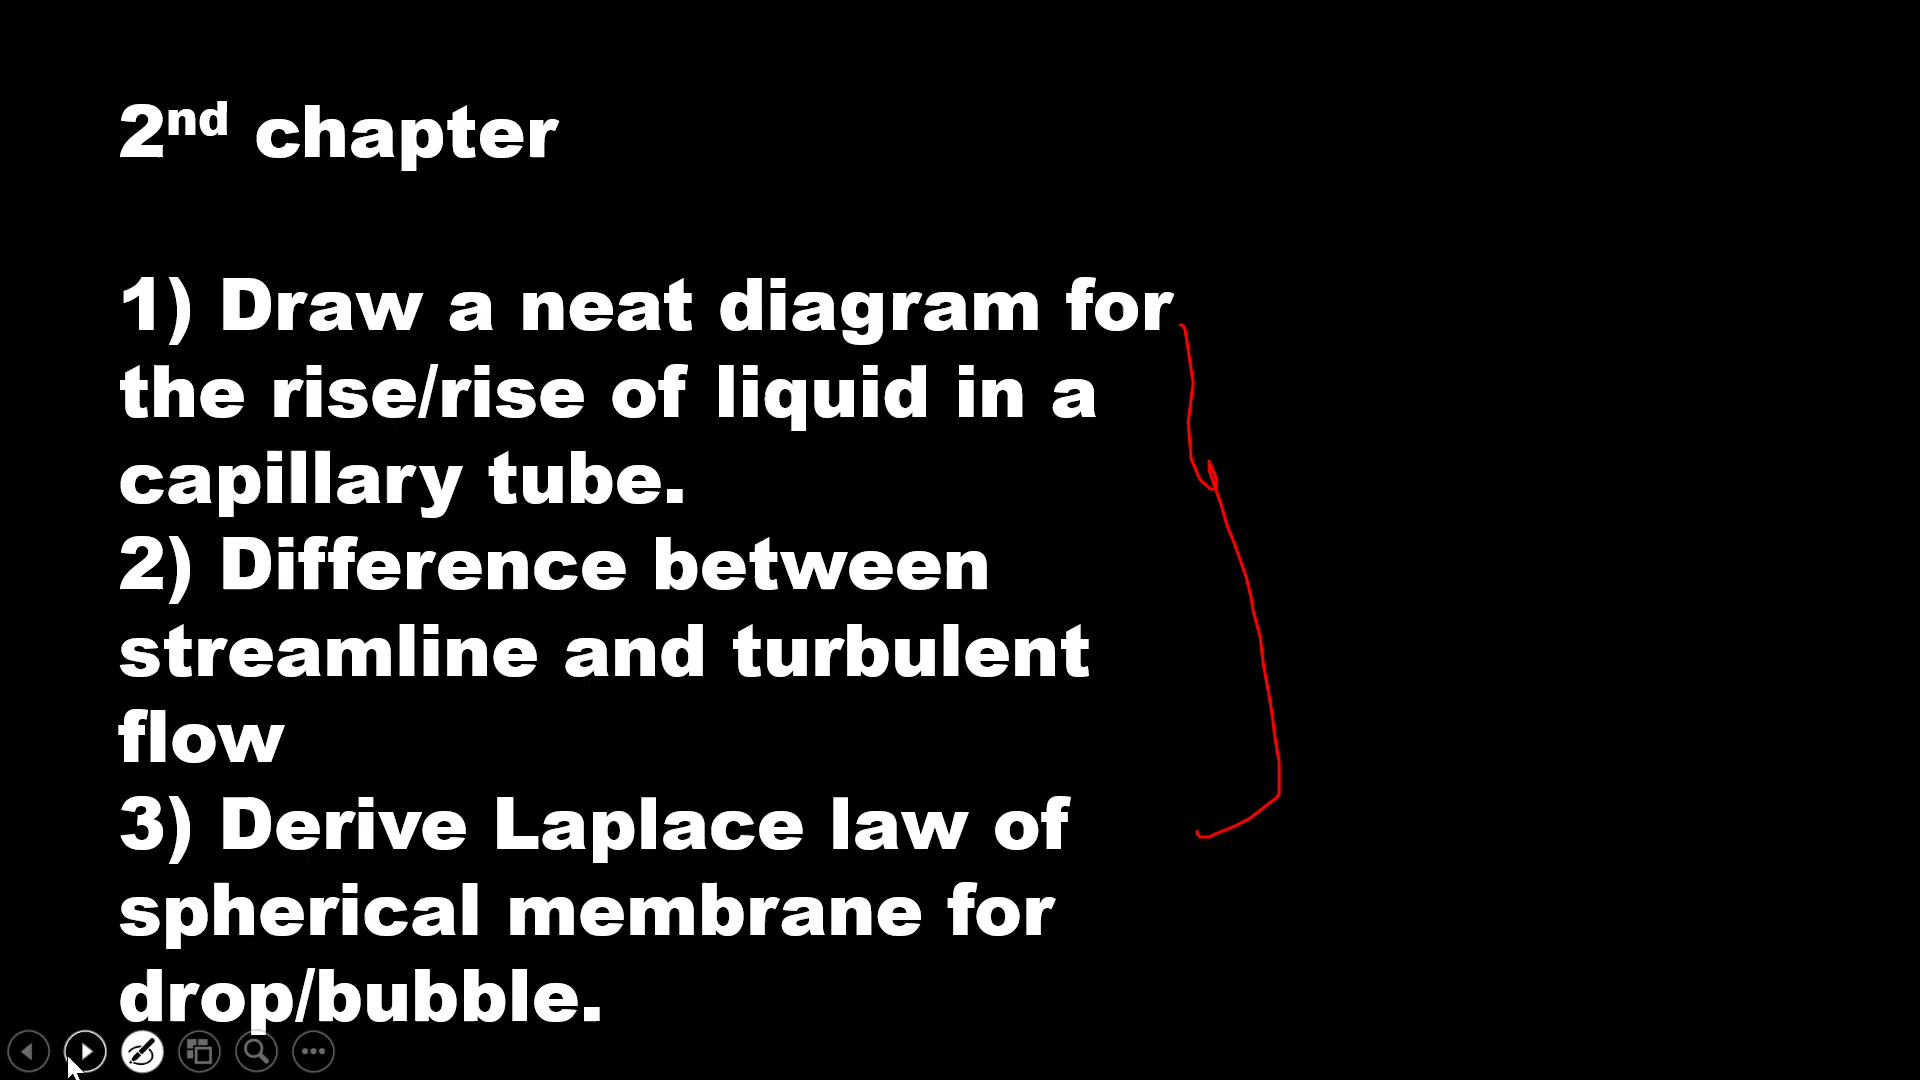 2nd chapter
1) Draw a neat diagram for
the rise/rise of liquid in a
capillary tube.
2) Difference between
streamline and turbulent
flow
3) Derive Laplace law of
spherical membrane for
drop/bubble.